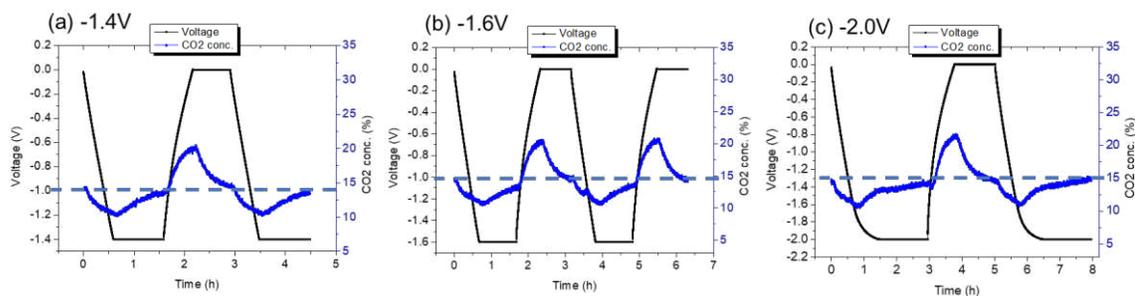 (a) -1.4V
Voltage
CO2 conc.
0.2
0.0
-0.2
-0.4
-0.6
-0.8
-1.0
-1.2
-1.4
Voltage (V)
35
30
25
20
15
10
5
CO2 conc. (%)
0 1 2 3 4 5
Time (h)
(b) -1.6V
Voltage
CO2 conc.
0.2
0.0
-0.2
-0.4
-0.6
-0.8
-1.0
-1.2
-1.4
-1.6
Voltage (V)
35
30
25
20
15
10
5
CO2 conc. (%)
0 1 2 3 4 5 6 7
Time (h)
(c) -2.0V
Voltage
CO2 conc.
0.2
0.0
-0.2
-0.4
-0.6
-0.8
-1.0
-1.2
-1.4
-1.6
-1.8
-2.0
-2.2
Voltage (V)
35
30
25
20
15
10
5
CO2 conc. (%)
0 1 2 3 4 5 6 7 8
Time (h)